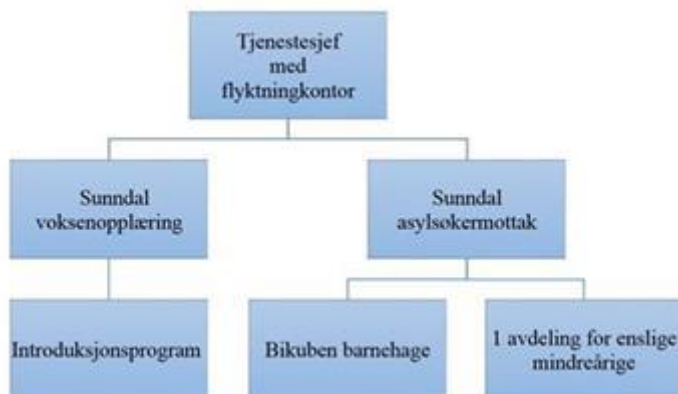 Tjenestesjef
med
flyktningkontor
Sunndal
voksenopplæring
Sunndal
asylsøkermottak
Introduksjonsprogram
Bikuben barnehage
1 avdeling for enslige
mindreårige